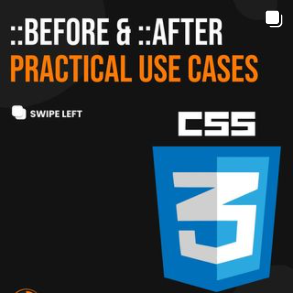 ::BEFORE & ::AFTER
PRACTICAL USE CASES
SWIPE LEFT
CSS
3